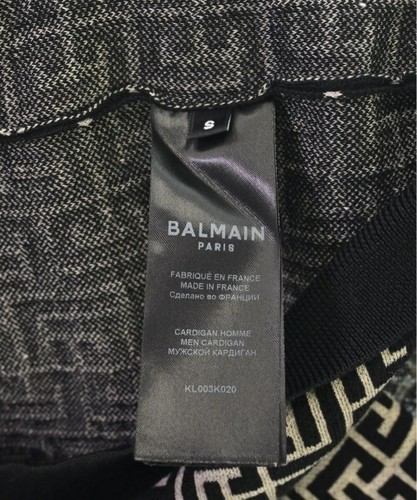 S
BALMAIN
PARIS
FABRIQUÉ EN FRANCE
MADE IN FRANCE
Сделано во ФРАНЦИИ
CARDIGAN HOMME
MEN CARDIGAN
МУЖСКОЙ КАРДИГАН
KL003K020